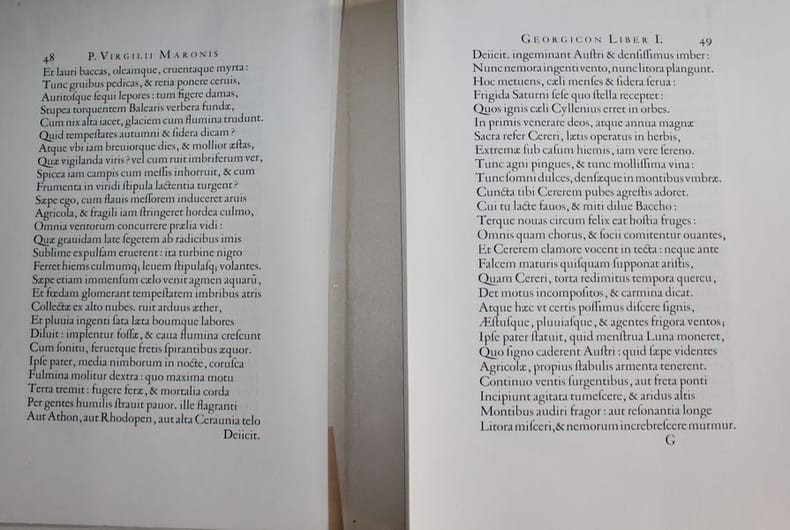 48 P. VIRGILII MARONIS
Et lauri baccas, oleamque, cruentaque myrta:
Tunc gruibus pedicas, & retia ponere ceruis,
Auritoſque ſequi lepores: tum figere damas,
Stupea torquentem Balearis verbera fundæ,
Cum nix alta iacet, glaciem cum flumina trudunt.
Quid tempeſtates autumni & ſidera dicam?
Atque vbi iam breuiorque dies, & mollior æſtas,
Quæ vigilanda viris? vel cum ruit imbriferum ver,
Spicea iam campis cum meſſis inhorruit, & cum
Frumenta in viridi ſtipula lactentia turgent?
Sæpe ego, cum flauis meſſorem induceret aruis
Agricola, & fragili iam ſtringeret hordea culmo,
Omnia ventorum concurrere prælia vidi:
Quæ grauidam late ſegetem ab radicibus imis
Sublime expulſam eruerent: ita turbine nigro
Ferret hiems culmumq; leuem ſtipulaſq; volantes.
Sæpe etiam immenſum cælo venit agmen aquarū,
Et fœdam glomerant tempeſtatem imbribus atris
Collectæ ex alto nubes. ruit arduus æther,
Et pluuia ingenti ſata læta boumque labores
Diluit: implentur foſſæ, & caua flumina creſcunt
Cum ſonitu, feruetque fretis ſpirantibus æquor.
Ipſe pater, media nimborum in nocte, coruſca
Fulmina molitur dextra: quo maxima motu
Terra tremit: fugere feræ, & mortalia corda
Per gentes humilis ſtrauit pauor. ille flagranti
Aut Athon, aut Rhodopen, aut alta Ceraunia telo
Deiicit.
GEORGICON LIBER I. 49
Deiicit. ingeminant Auſtri & denſiſſimus imber:
Nunc nemora ingenti vento, nunc litora plangunt.
Hoc metuens, cæli menſes & ſidera ſerua:
Frigida Saturni ſeſe quo ſtella receptet:
Quos ignis cæli Cyllenius erret in orbes.
In primis venerare deos, atque annua magnæ
Sacra refer Cereri, lætis operatus in herbis,
Extremæ ſub caſum hiemis, iam vere ſereno.
Tunc agni pingues, & tunc molliſſima vina:
Tunc ſomni dulces, denſæque in montibus vmbræ.
Cuncta tibi Cererem pubes agreſtis adoret.
Cui tu lacte fauos, & miti dilue Baccho:
Terque nouas circum felix eat hoſtia fruges:
Omnis quam chorus, & ſocii comitentur ouantes,
Et Cererem clamore vocent in tecta: neque ante
Falcem maturis quiſquam ſupponat ariſtis,
Quam Cereri, torta redimitus tempora quercu,
Det motus incompoſitos, & carmina dicat.
Atque hæc vt certis poſſimus diſcere ſignis,
Æſtuſque, pluuiaſque, & agentes frigora ventos;
Ipſe pater ſtatuit, quid menſtrua Luna moneret,
Quo ſigno caderent Auſtri: quid ſæpe videntes
Agricolæ, propius ſtabulis armenta tenerent.
Continuo ventis ſurgentibus, aut freta ponti
Incipiunt agitata tumeſcere, & aridus altis
Montibus audiri fragor: aut reſonantia longe
Litora miſceri, & nemorum increbreſcere murmur.
G